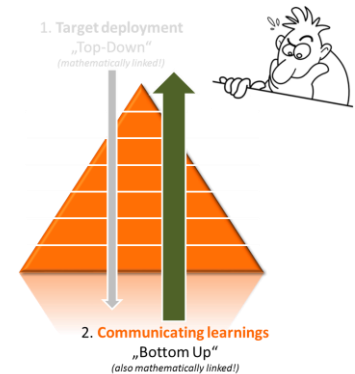 1. Target deployment
„Top-Down“
(mathematically linked!)
2. Communicating learnings
„Bottom Up“
(also mathematically linked!)